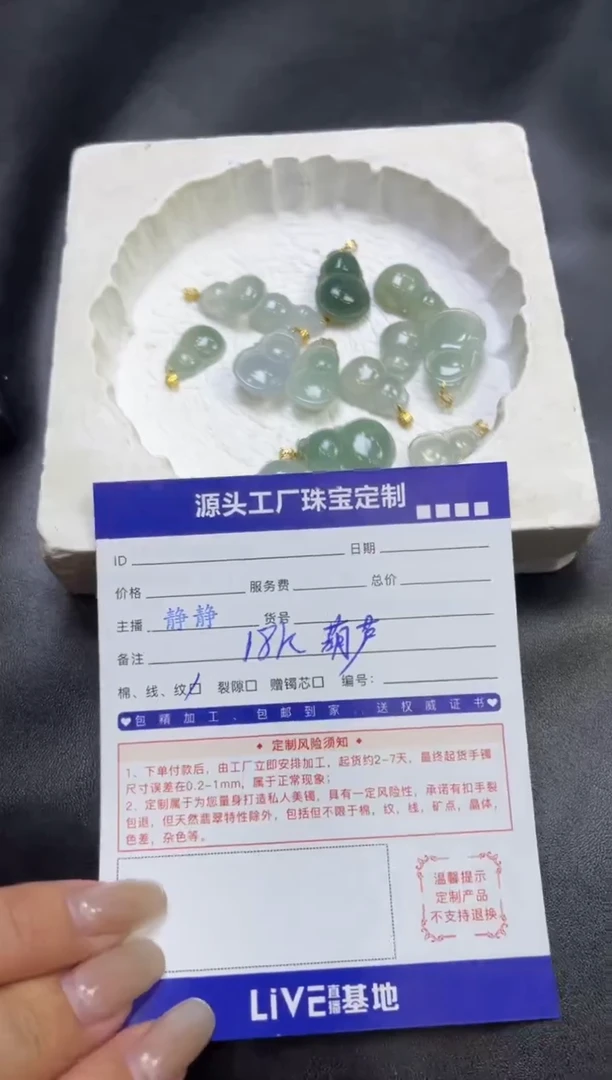 源头工厂珠宝定制
ID 日期
价格 服务费 总价
主播 静静 货号
备注 18K 葫芦
棉、线、纹□ 裂隙□ 赠镯芯□ 编号：
包精加工、包邮到家、送权威证书
定制风险须知
1、下单付款后，由工厂立即安排加工，起货约2-7天，最终起货手镯
尺寸误差在0.2-1mm，属于正常现象；
2、定制属于为您量身打造私人美镯，具有一定风险性，承诺有扣手裂
包退，但天然翡翠特性除外，包括但不限于棉，纹，线，矿点，晶体，
色差，杂色等。
温馨提示
定制产品
不支持退换
LiVE直播基地